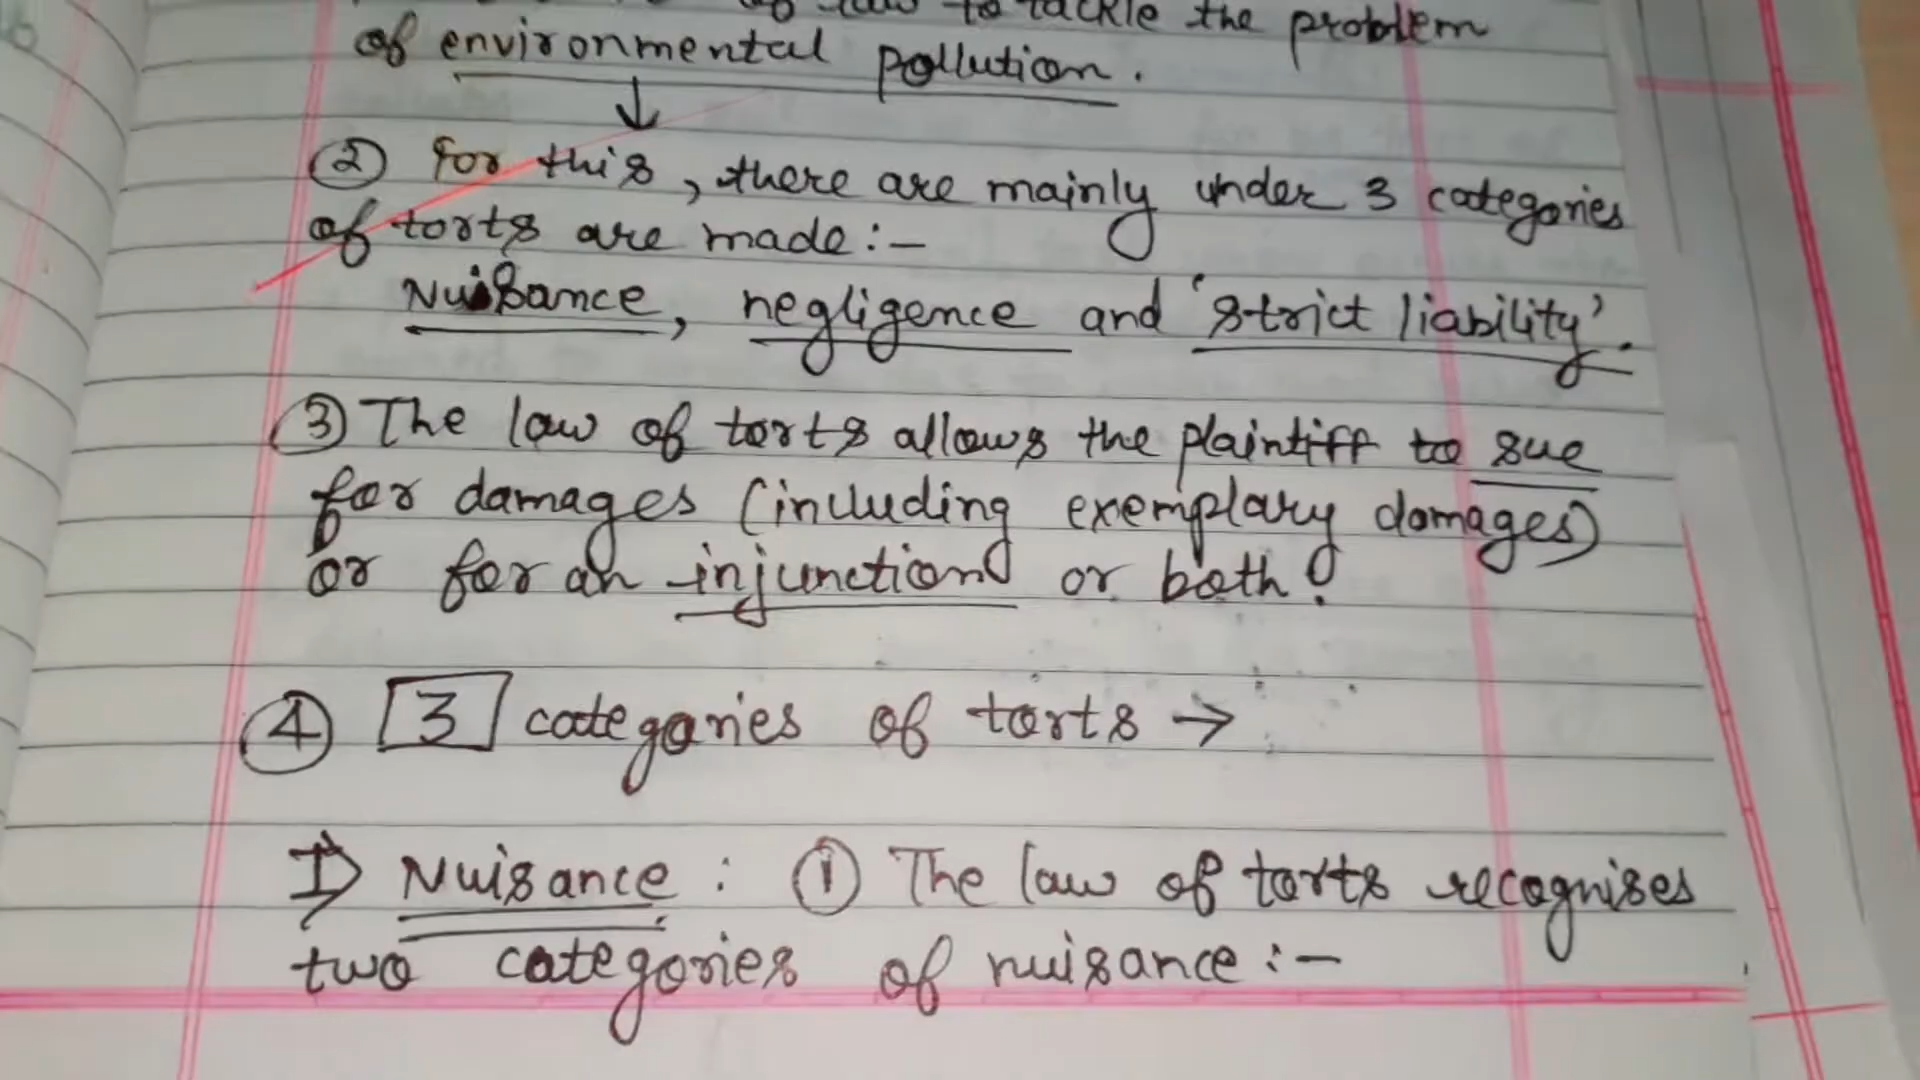 of law to tackle the problem
of environmental pollution.
↓
② For this, there are mainly under 3 categories
of torts are made :-
Nuisance, negligence and 'strict liability'.
③ The law of torts allows the plaintiff to sue
for damages (including exemplary damages)
or for an injunction or both.
④ 3 categories of torts →
I) Nuisance : ① The law of torts recognises
two categories of nuisance :-